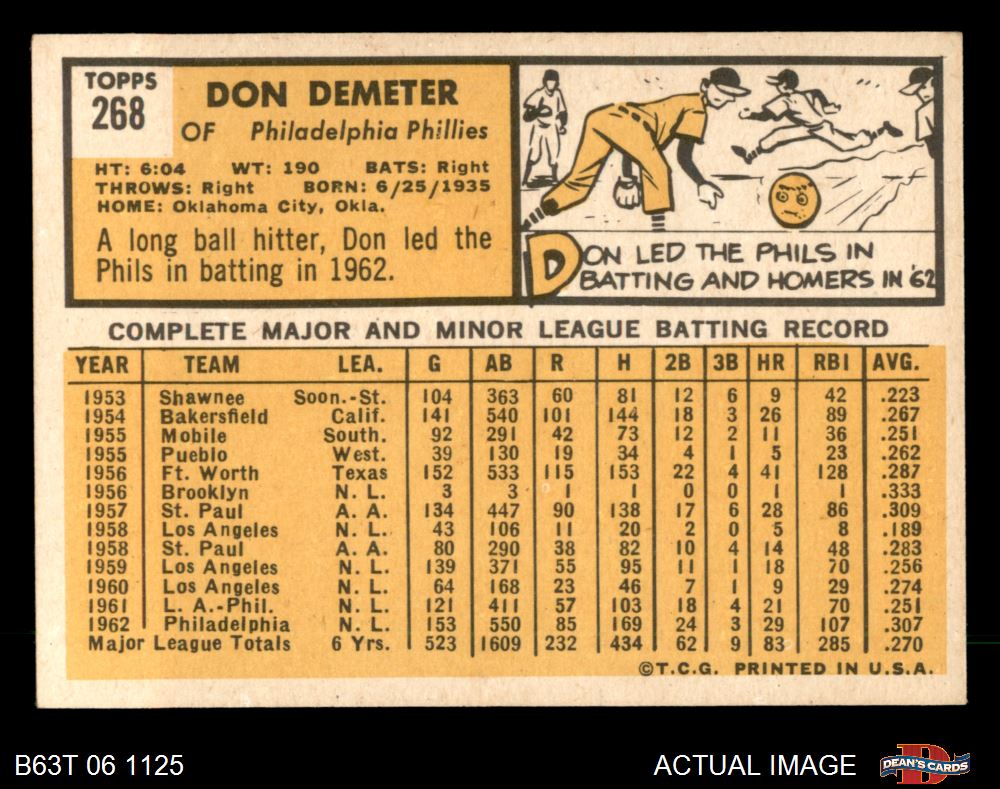 TOPPS
268
DON DEMETER
OF Philadelphia Phillies
HT: 6:04 WT: 190 BATS: Right
THROWS: Right BORN: 6/25/1935
HOME: Oklahoma City, Okla.
A long ball hitter, Don led the
Phils in batting in 1962.
DON LED THE PHILS IN
BATTING AND HOMERS IN '62
COMPLETE MAJOR AND MINOR LEAGUE BATTING RECORD
YEAR TEAM LEA. G AB R H 2B 3B HR RBI AVG.
1953 Shawnee Soon.-St. 104 363 60 81 12 6 9 42 .223
1954 Bakersfield Calif. 141 540 101 144 18 3 26 89 .267
1955 Mobile South. 92 291 42 73 12 2 11 36 .251
1955 Pueblo West. 39 130 19 34 4 1 5 23 .262
1956 Ft. Worth Texas 152 533 115 153 22 4 41 128 .287
1956 Brooklyn N. L. 3 3 1 1 0 0 1 1 .333
1957 St. Paul A. A. 134 447 90 138 17 6 28 86 .309
1958 Los Angeles N. L. 43 106 11 20 2 0 5 8 .189
1958 St. Paul A. A. 80 290 38 82 10 4 14 48 .283
1959 Los Angeles N. L. 139 371 55 95 11 1 18 70 .256
1960 Los Angeles N. L. 64 168 23 46 7 1 9 29 .274
1961 L. A.-Phil. N. L. 121 411 57 103 18 4 21 70 .251
1962 Philadelphia N. L. 153 550 85 169 24 3 29 107 .307
Major League Totals 6 Yrs. 523 1609 232 434 62 9 83 285 .270
©T.C.G. PRINTED IN U.S.A.
B63T 06 1125
ACTUAL IMAGE
D
DEAN'S CARDS